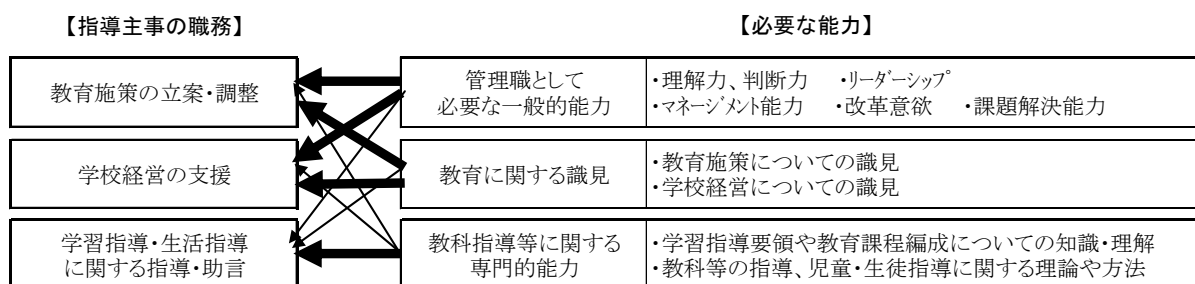 【指導主事の職務】
【必要な能力】
教育施策の立案・調整
管理職として
必要な一般的能力
・理解力、判断力　・リーダーシップ
・マネージメント能力　・改革意欲　・課題解決能力
学校経営の支援
教育に関する識見
・教育施策についての識見
・学校経営についての識見
学習指導・生活指導
に関する指導・助言
教科指導等に関する
専門的能力
・学習指導要領や教育課程編成についての知識・理解
・教科等の指導、児童・生徒指導に関する理論や方法